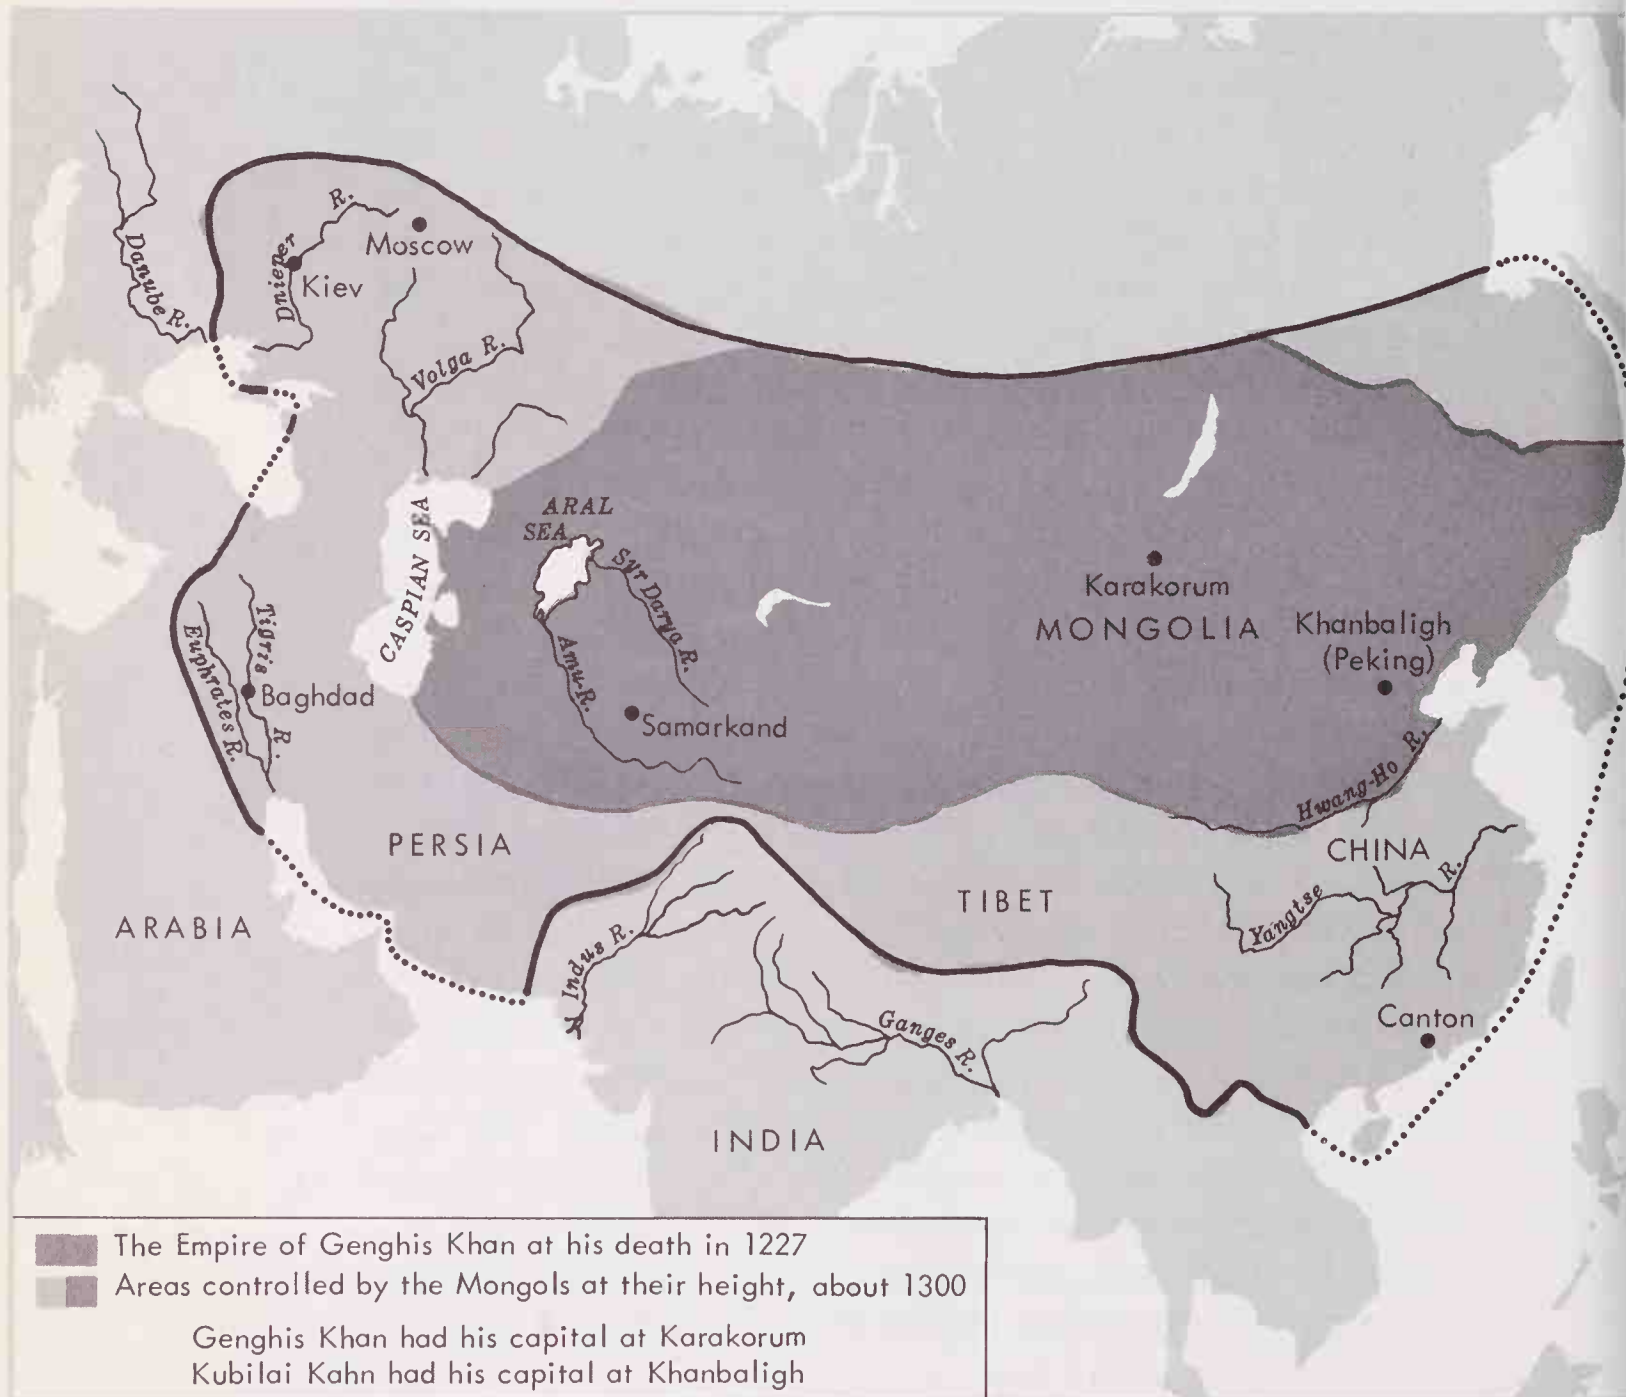 R.
Moscow
Dnieper
Kiev
Danube R.
Volga R.
ARAL
SEA
CASPIAN SEA
Syr Darya R.
Amu-R.
Samarkand
Karakorum
MONGOLIA
Khanbaligh
(Peking)
Tigris
R.
Euphrates R.
Baghdad
Hwang-Ho R.
PERSIA
CHINA
TIBET
Yangtse
R.
ARABIA
Indus R.
Ganges R.
Canton
INDIA
The Empire of Genghis Khan at his death in 1227
Areas controlled by the Mongols at their height, about 1300
Genghis Khan had his capital at Karakorum
Kubilai Kahn had his capital at Khanbaligh